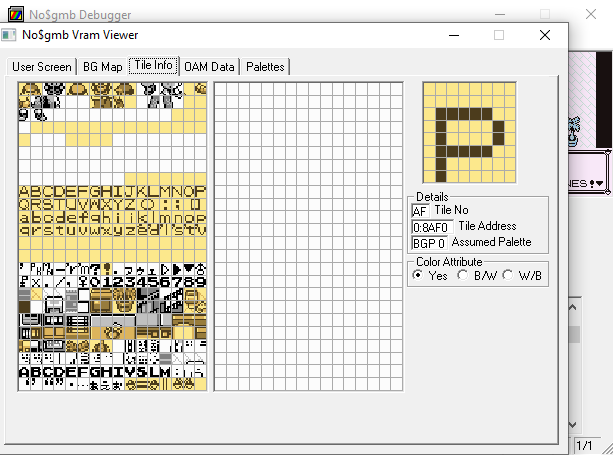 No$gmb Debugger
No$gmb Vram Viewer
User Screen
BG Map
Tile Info
OAM Data
Palettes
NES!▼
ABCDEFGHIJKLMNOP
QRSTUVWXYZ():;[]
abcdefghijklmnop
qrstuvwxyz
0123456789
ABCDEFGHIVSLM
P
Details
AF Tile No
0:8AF0 Tile Address
BGP 0 Assumed Palette
Color Attribute
Yes
B/W
W/B
1/1